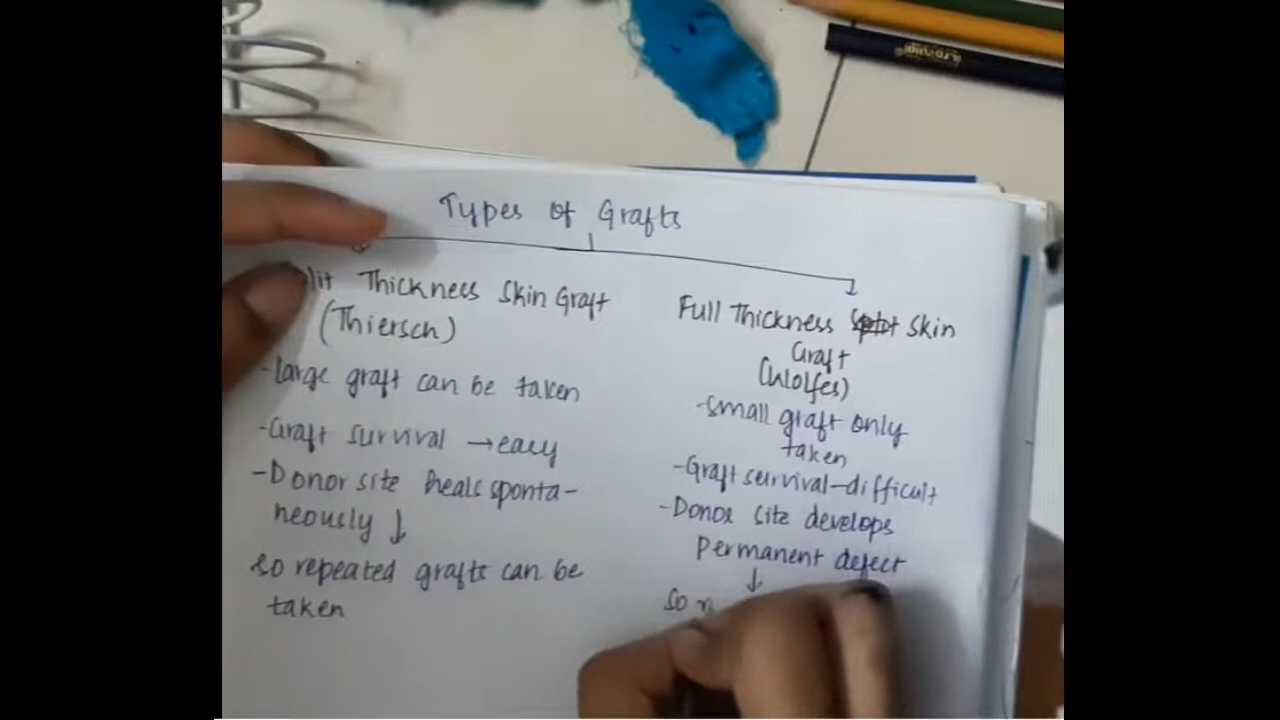 Types of Grafts
lit Thickness Skin Graft
(Thiersch)
-Large graft can be taken
-Graft survival →easy
-Donor site heals sponta-
neously ↓
so repeated grafts can be
taken
Full Thickness Skin
Graft
(Wolfes)
-Small graft only
taken
-Graft survival-difficult
-Donor site develops
Permanent defect
↓
So